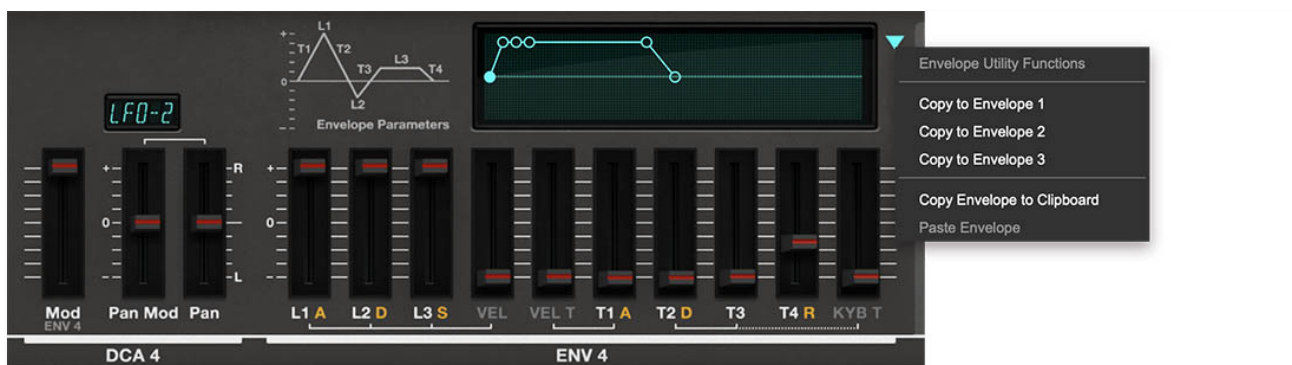 L1
T1 T2
L3
T3 T4
0
L2
Envelope Parameters
LFO-2
Envelope Utility Functions
Copy to Envelope 1
Copy to Envelope 2
Copy to Envelope 3
Copy Envelope to Clipboard
Paste Envelope
+ R +
0 0
- L -
Mod Pan Mod Pan L1 A L2 D L3 S VEL VEL T T1 A T2 D T3 T4 R KYB T
ENV 4
DCA 4 ENV 4